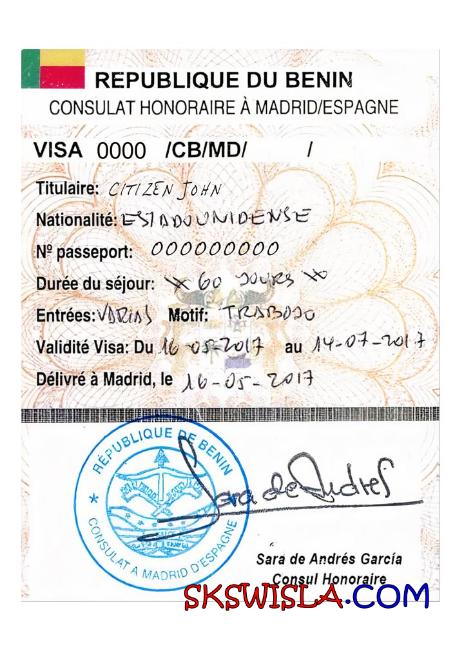 REPUBLIQUE DU BENIN
CONSULAT HONORAIRE À MADRID/ESPAGNE
VISA 0000 /CB/MD/ /
Titulaire: CITIZEN JOHN
Nationalité: ESTADOUNIDENSE
Nº passeport: 000000000
Durée du séjour: × 60 JOURS ×
Entrées: VARIAS Motif: TRABAJO
Validité Visa: Du 16-05-2017 au 14-07-2017
Délivré à Madrid, le 16-05-2017
RÉPUBLIQUE DE BENIN
CONSULAT A MADRID D'ESPAGNE
Sara de Andrés
Sara de Andrés García
Consul Honoraire
SKSWISLA.COM